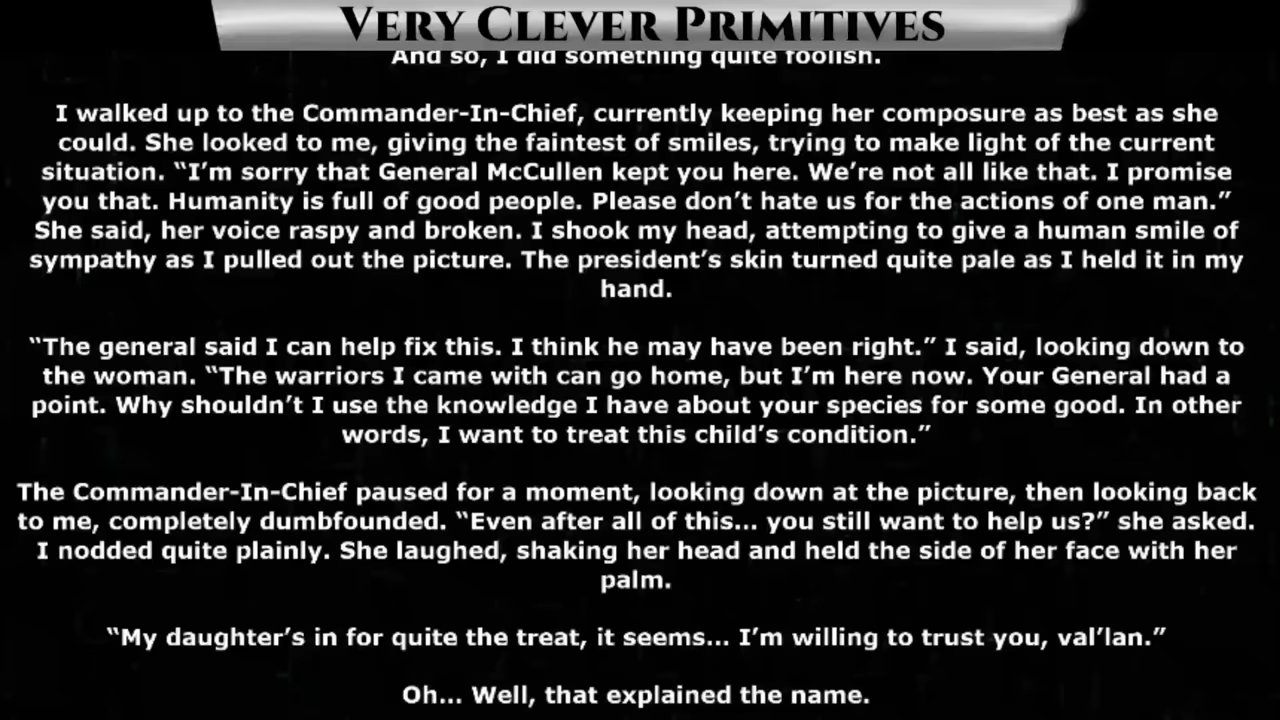 VERY CLEVER PRIMITIVES
And so, I did something quite foolish.
I walked up to the Commander-In-Chief, currently keeping her composure as best as she
could. She looked to me, giving the faintest of smiles, trying to make light of the current
situation. “I’m sorry that General McCullen kept you here. We’re not all like that. I promise
you that. Humanity is full of good people. Please don’t hate us for the actions of one man.”
She said, her voice raspy and broken. I shook my head, attempting to give a human smile of
sympathy as I pulled out the picture. The president’s skin turned quite pale as I held it in my
hand.
“The general said I can help fix this. I think he may have been right.” I said, looking down to
the woman. “The warriors I came with can go home, but I’m here now. Your General had a
point. Why shouldn’t I use the knowledge I have about your species for some good. In other
words, I want to treat this child’s condition.”
The Commander-In-Chief paused for a moment, looking down at the picture, then looking back
to me, completely dumbfounded. “Even after all of this... you still want to help us?” she asked.
I nodded quite plainly. She laughed, shaking her head and held the side of her face with her
palm.
“My daughter’s in for quite the treat, it seems... I’m willing to trust you, val’lan.”
Oh... Well, that explained the name.